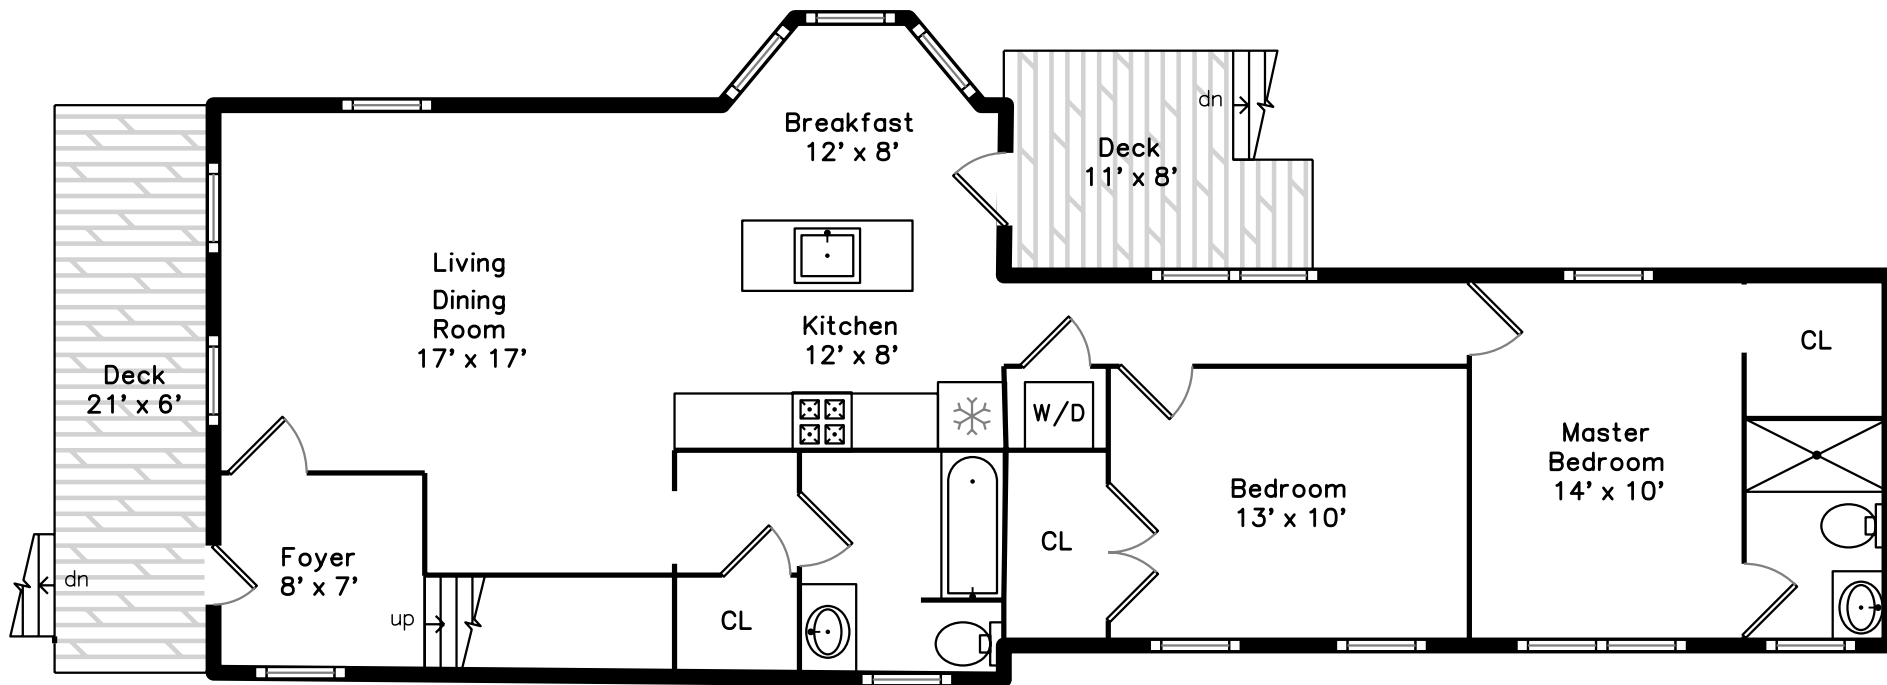 Breakfast
12' x 8'
dn
Deck
11' x 8'
Living
Dining
Room
17' x 17'
Kitchen
12' x 8'
CL
Deck
21' x 6'
W/D
Master
Bedroom
14' x 10'
Bedroom
13' x 10'
CL
Foyer
8' x 7'
dn
up
CL